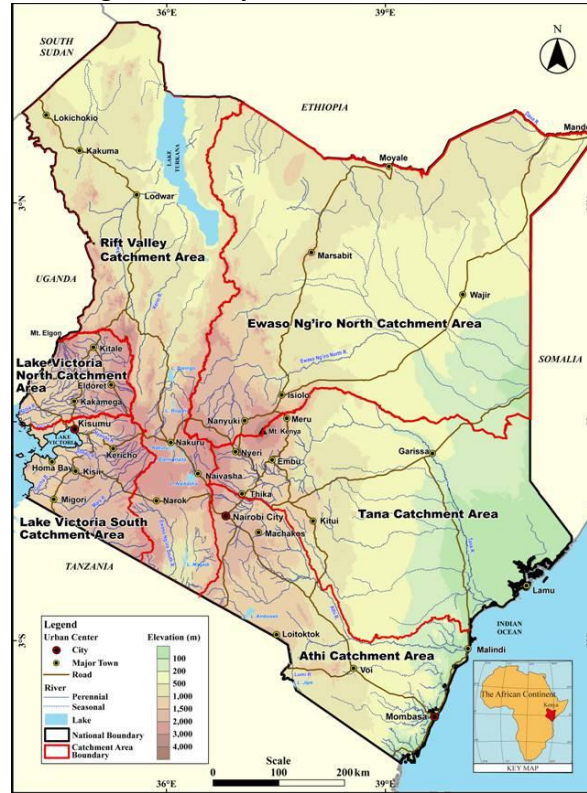 36°E
39°E
SOUTH
SUDAN
N
ETHIOPIA
Lokichokio
Kakuma
LAKE
TURKANA
Moyale
Lodwar
3°N
Rift Valley
Catchment Area
Marsabit
UGANDA
Wajir
Ewaso Ng'iro North Catchment Area
Mt. Elgon
Kitale
Ewaso Ng'iro North R.
SOMALIA
Lake Victoria
North Catchment
Area
Eldoret
Kakamega
Isiolo
Kisumu
Nanyuki
Meru
Mt. Kenya
LAKE
VICTORIA
Nakuru
Nyeri
Garissa
Kericho
Embu
Homa Bay
Kisii
Naivasha
Thika
Migori
Narok
Nairobi City
Tana Catchment Area
Kitui
Lake Victoria South
Catchment Area
Machakos
TANZANIA
Lamu
INDIAN
OCEAN
3°S
Loitoktok
Malindi
Athi Catchment Area
Voi
Mombasa
Legend
Urban Center
City
Major Town
Road
River
Perennial
Seasonal
Lake
National Boundary
Catchment Area
Boundary
Elevation (m)
100
200
500
1,000
1,500
2,000
3,000
4,000
The African Continent
Kenya
KEY MAP
Scale
0
100
200 km
36°E
39°E